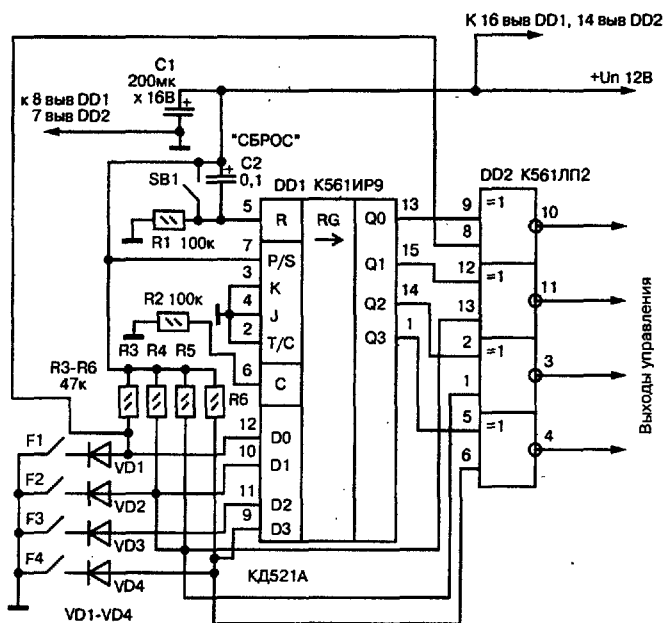 К 16 выв DD1, 14 выв DD2
C1
200мк
х 16В
+Uп 12В
к 8 выв DD1
7 выв DD2
"СБРОС"
C2
0,1
SB1
DD1 К561ИР9
DD2 К561ЛП2
5
R
RG
Q0
13
9
=1
10
8
R1 100к
7
P/S
3
K
Q1
15
12
=1
11
R2 100к
4
J
Q2
14
13
2
T/C
Q3
1
2
=1
3
R3-R6
47к
R3
R4
R5
R6
6
C
1
5
=1
4
6
12
D0
F1
VD1
10
D1
F2
VD2
11
D2
F3
VD3
9
D3
F4
VD4
КД521А
VD1-VD4
Выходы управления